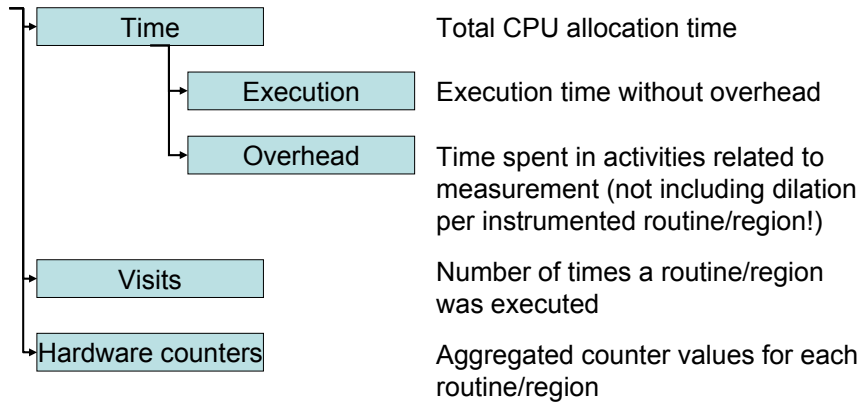 Time
Total CPU allocation time
Execution
Execution time without overhead
Overhead
Time spent in activities related to
measurement (not including dilation
per instrumented routine/region!)
Visits
Number of times a routine/region
was executed
Hardware counters
Aggregated counter values for each
routine/region